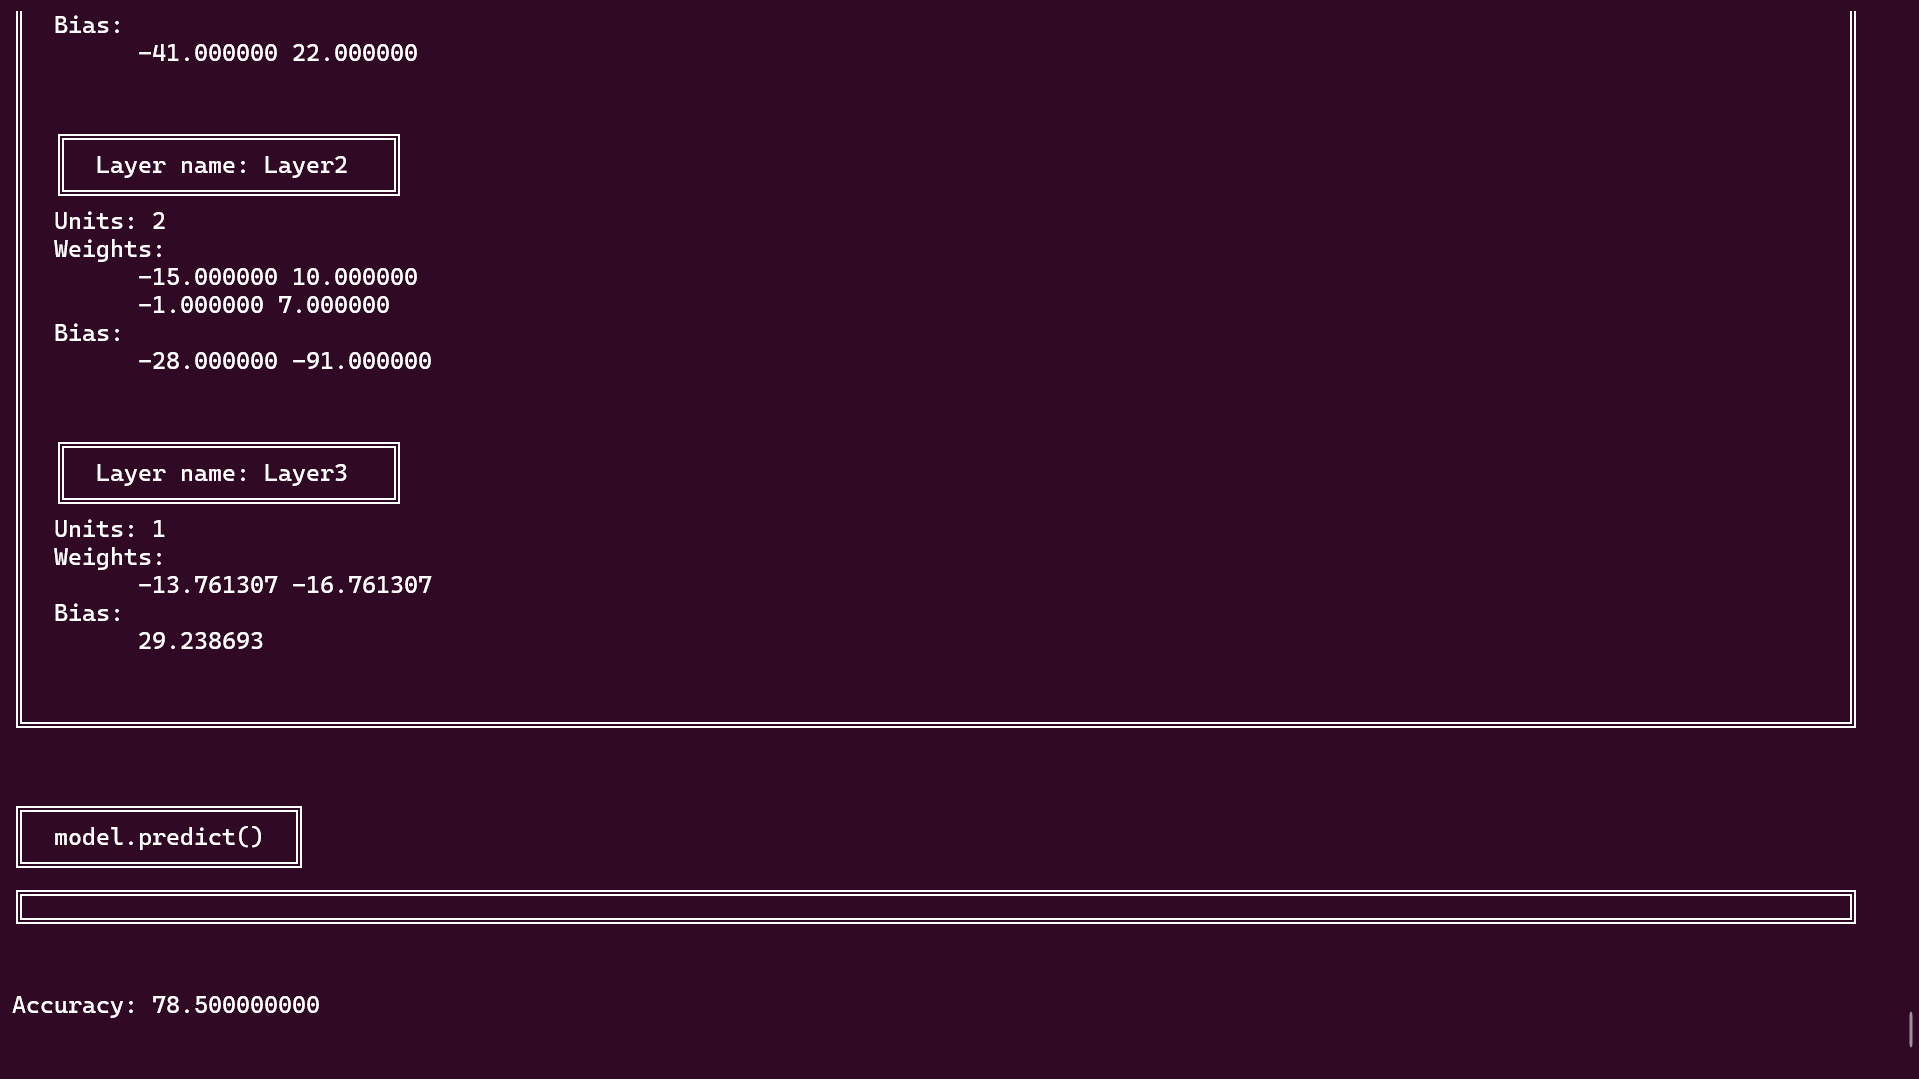 Bias:
-41.000000 22.000000
Layer name: Layer2
Units: 2
Weights:
-15.000000 10.000000
-1.000000 7.000000
Bias:
-28.000000 -91.000000
Layer name: Layer3
Units: 1
Weights:
-13.761307 -16.761307
Bias:
29.238693
model.predict()
Accuracy: 78.500000000